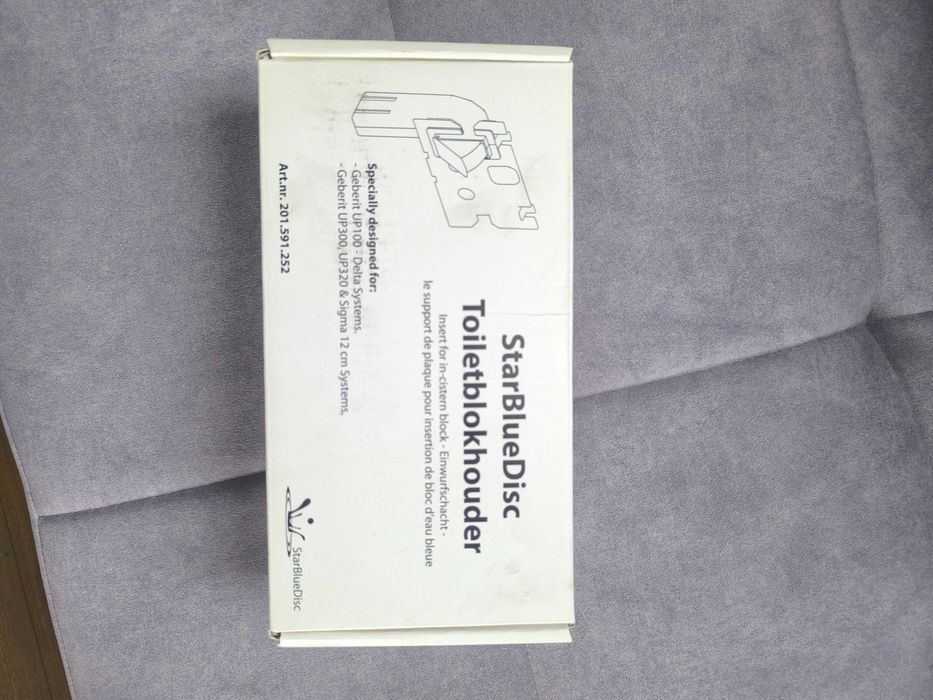 StarBlueDisc
Toiletblokhouder
Insert for in-cistern block - Einwurfschacht -
le support de plaque pour insertion de bloc d'eau bleue
Specially designed for:
- Geberit UP100 - Delta Systems.
- Geberit UP300, UP320 & Sigma 12 cm Systems,
Art.nr. 201.591.252
StarBlueDisc